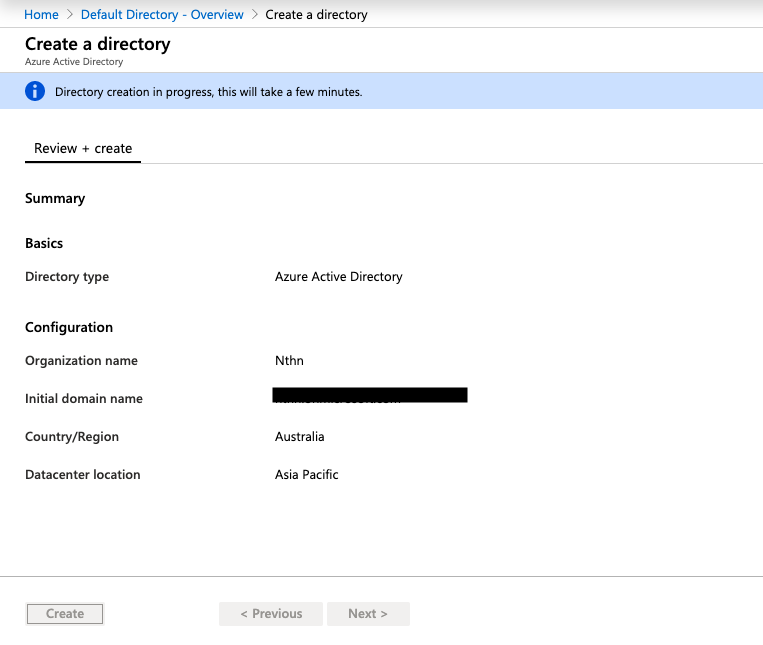 Home > Default Directory - Overview > Create a directory
Create a directory
Azure Active Directory
Directory creation in progress, this will take a few minutes.
Review + create
Summary
Basics
Directory type Azure Active Directory
Configuration
Organization name Nthn
Initial domain name
Country/Region Australia
Datacenter location Asia Pacific
Create < Previous Next >